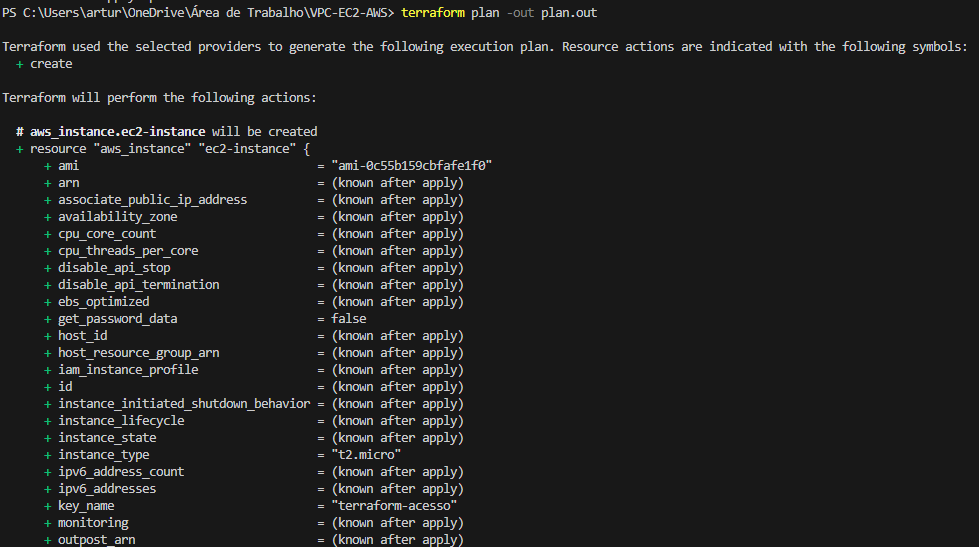 PS C:\Users\artur\OneDrive\Área de Trabalho\VPC-EC2-AWS> terraform plan -out plan.out
Terraform used the selected providers to generate the following execution plan. Resource actions are indicated with the following symbols:
+ create
Terraform will perform the following actions:
# aws_instance.ec2-instance will be created
+ resource "aws_instance" "ec2-instance" {
+ ami = "ami-0c55b159cbfafe1f0"
+ arn = (known after apply)
+ associate_public_ip_address = (known after apply)
+ availability_zone = (known after apply)
+ cpu_core_count = (known after apply)
+ cpu_threads_per_core = (known after apply)
+ disable_api_stop = (known after apply)
+ disable_api_termination = (known after apply)
+ ebs_optimized = (known after apply)
+ get_password_data = false
+ host_id = (known after apply)
+ host_resource_group_arn = (known after apply)
+ iam_instance_profile = (known after apply)
+ id = (known after apply)
+ instance_initiated_shutdown_behavior = (known after apply)
+ instance_lifecycle = (known after apply)
+ instance_state = (known after apply)
+ instance_type = "t2.micro"
+ ipv6_address_count = (known after apply)
+ ipv6_addresses = (known after apply)
+ key_name = "terraform-acesso"
+ monitoring = (known after apply)
+ outpost_arn = (known after apply)